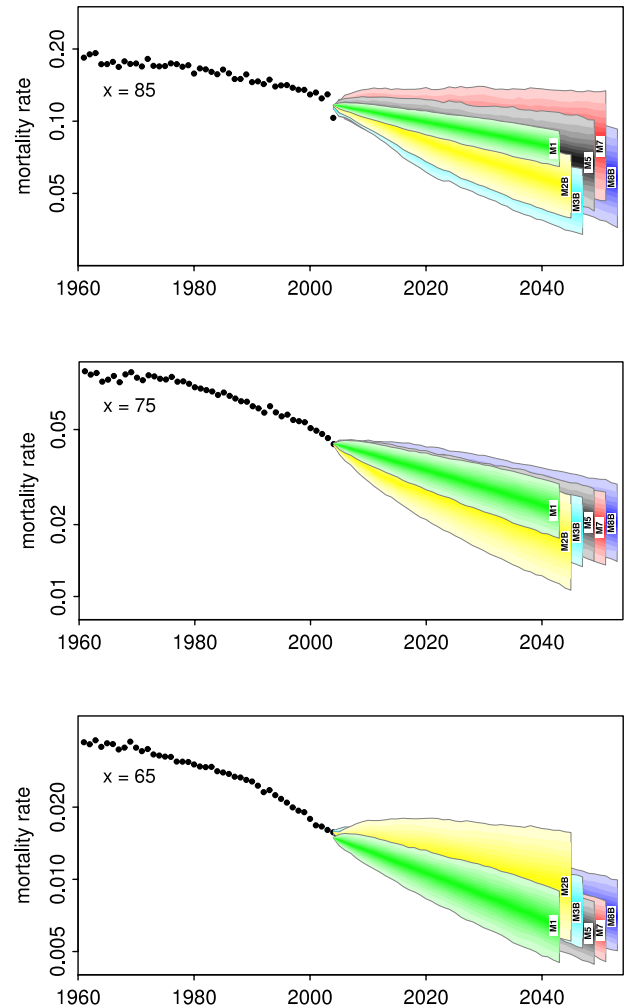 0.20
0.10
0.05
mortality rate
x = 85
M1
M2B
M3B
M5
M7
M8B
1960 1980 2000 2020 2040
0.05
0.02
0.01
mortality rate
x = 75
M1
M2B
M3B
M5
M7
M8B
1960 1980 2000 2020 2040
0.020
0.010
0.005
mortality rate
x = 65
M1
M2B
M3B
M5
M7
M8B
1960 1980 2000 2020 2040